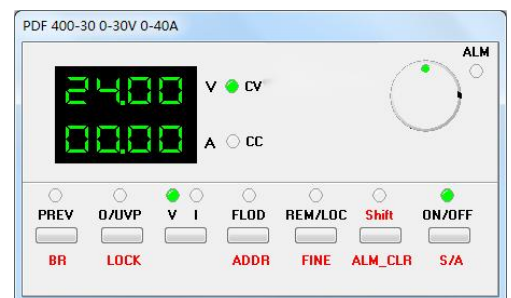 PDF 400-30 0-30V 0-40A
ALM
24.00 V CV
00.00 A CC
PREV O/UVP V I FLOD REM/LOC Shift ON/OFF
BR LOCK ADDR FINE ALM_CLR S/A